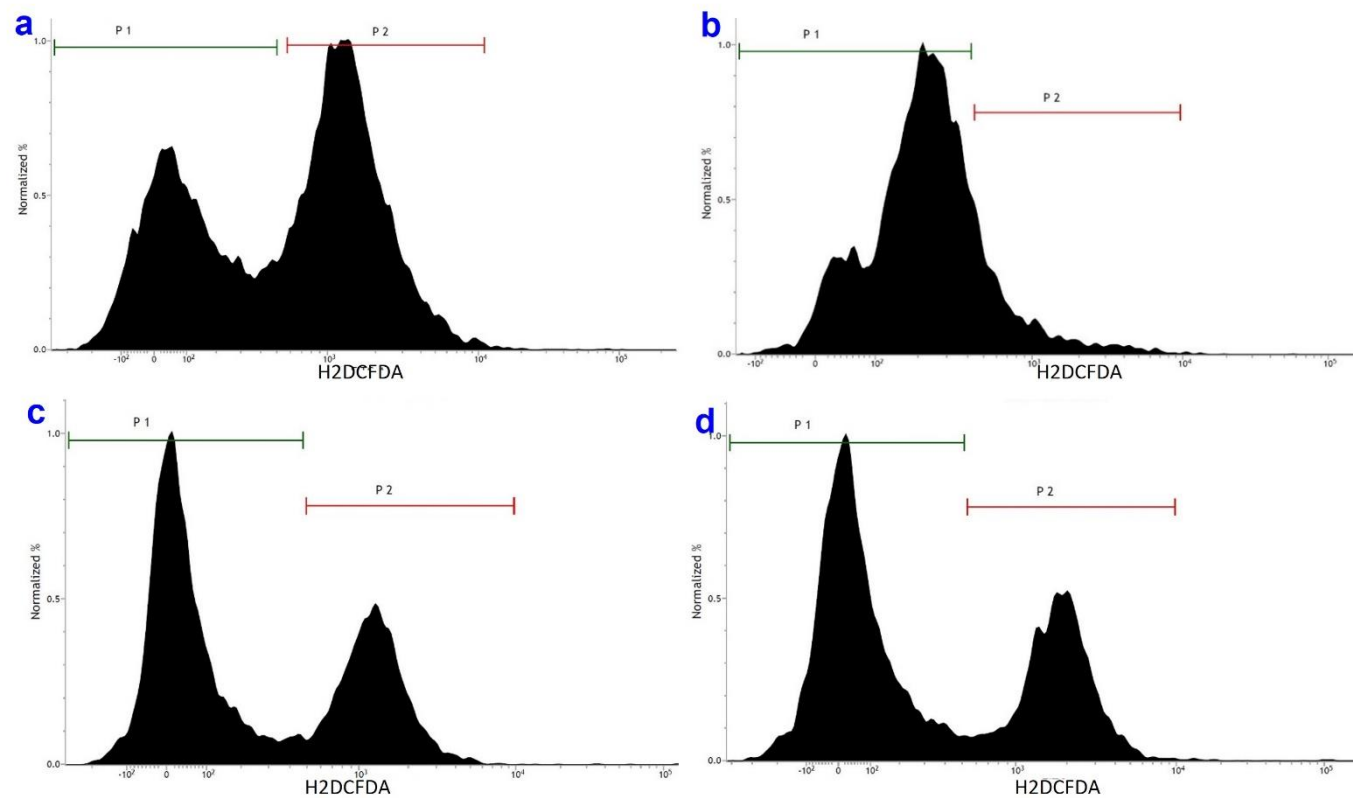 a
P 1
P 2
1.0
0.5
0.0
Normalized %
-10²
0
10²
10³
10⁴
10⁵
H2DCFDA
b
P 1
P 2
1.0
0.5
0.0
Normalized %
-10²
0
10²
10³
10⁴
10⁵
H2DCFDA
c
P 1
P 2
1.0
0.5
0.0
Normalized %
-10²
0
10²
10³
10⁴
10⁵
H2DCFDA
d
P 1
P 2
1.0
0.5
0.0
Normalized %
-10²
0
10²
10³
10⁴
10⁵
H2DCFDA